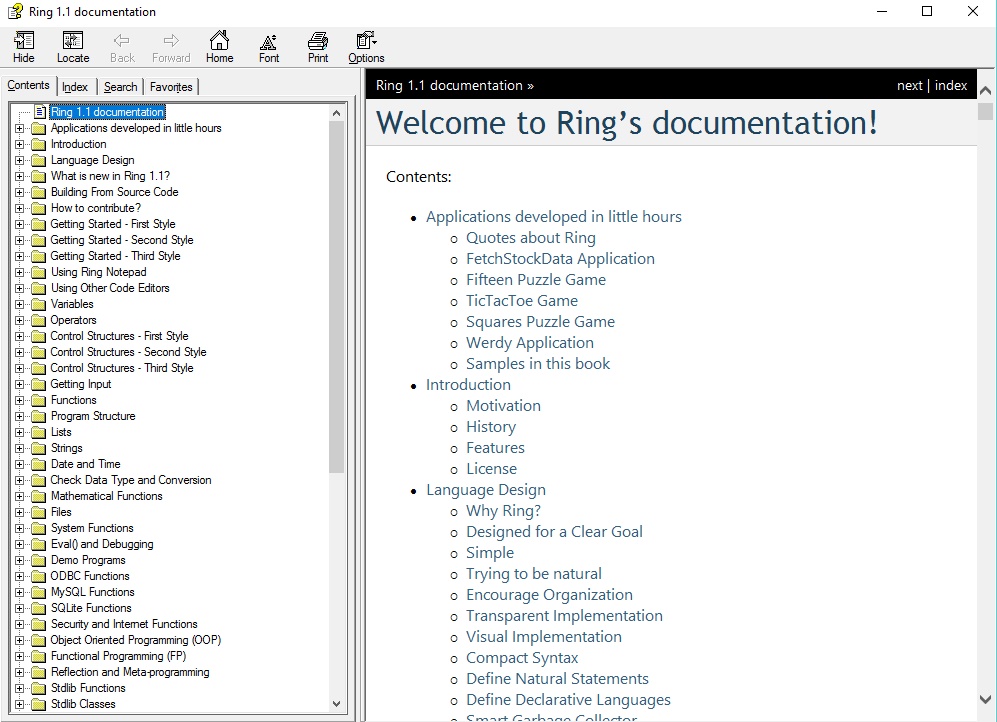 Ring 1.1 documentation
Hide Locate Back Forward Home Font Print Options
Contents Index Search Favorites
Ring 1.1 documentation
Applications developed in little hours
Introduction
Language Design
What is new in Ring 1.1?
Building From Source Code
How to contribute?
Getting Started - First Style
Getting Started - Second Style
Getting Started - Third Style
Using Ring Notepad
Using Other Code Editors
Variables
Operators
Control Structures - First Style
Control Structures - Second Style
Control Structures - Third Style
Getting Input
Functions
Program Structure
Lists
Strings
Date and Time
Check Data Type and Conversion
Mathematical Functions
Files
System Functions
Eval() and Debugging
Demo Programs
ODBC Functions
MySQL Functions
SQLite Functions
Security and Internet Functions
Object Oriented Programming (OOP)
Functional Programming (FP)
Reflection and Meta-programming
Stdlib Functions
Stdlib Classes
Ring 1.1 documentation » next | index
Welcome to Ring’s documentation!
Contents:
Applications developed in little hours
Quotes about Ring
FetchStockData Application
Fifteen Puzzle Game
TicTacToe Game
Squares Puzzle Game
Werdy Application
Samples in this book
Introduction
Motivation
History
Features
License
Language Design
Why Ring?
Designed for a Clear Goal
Simple
Trying to be natural
Encourage Organization
Transparent Implementation
Visual Implementation
Compact Syntax
Define Natural Statements
Define Declarative Languages
Smart Garbage Collector